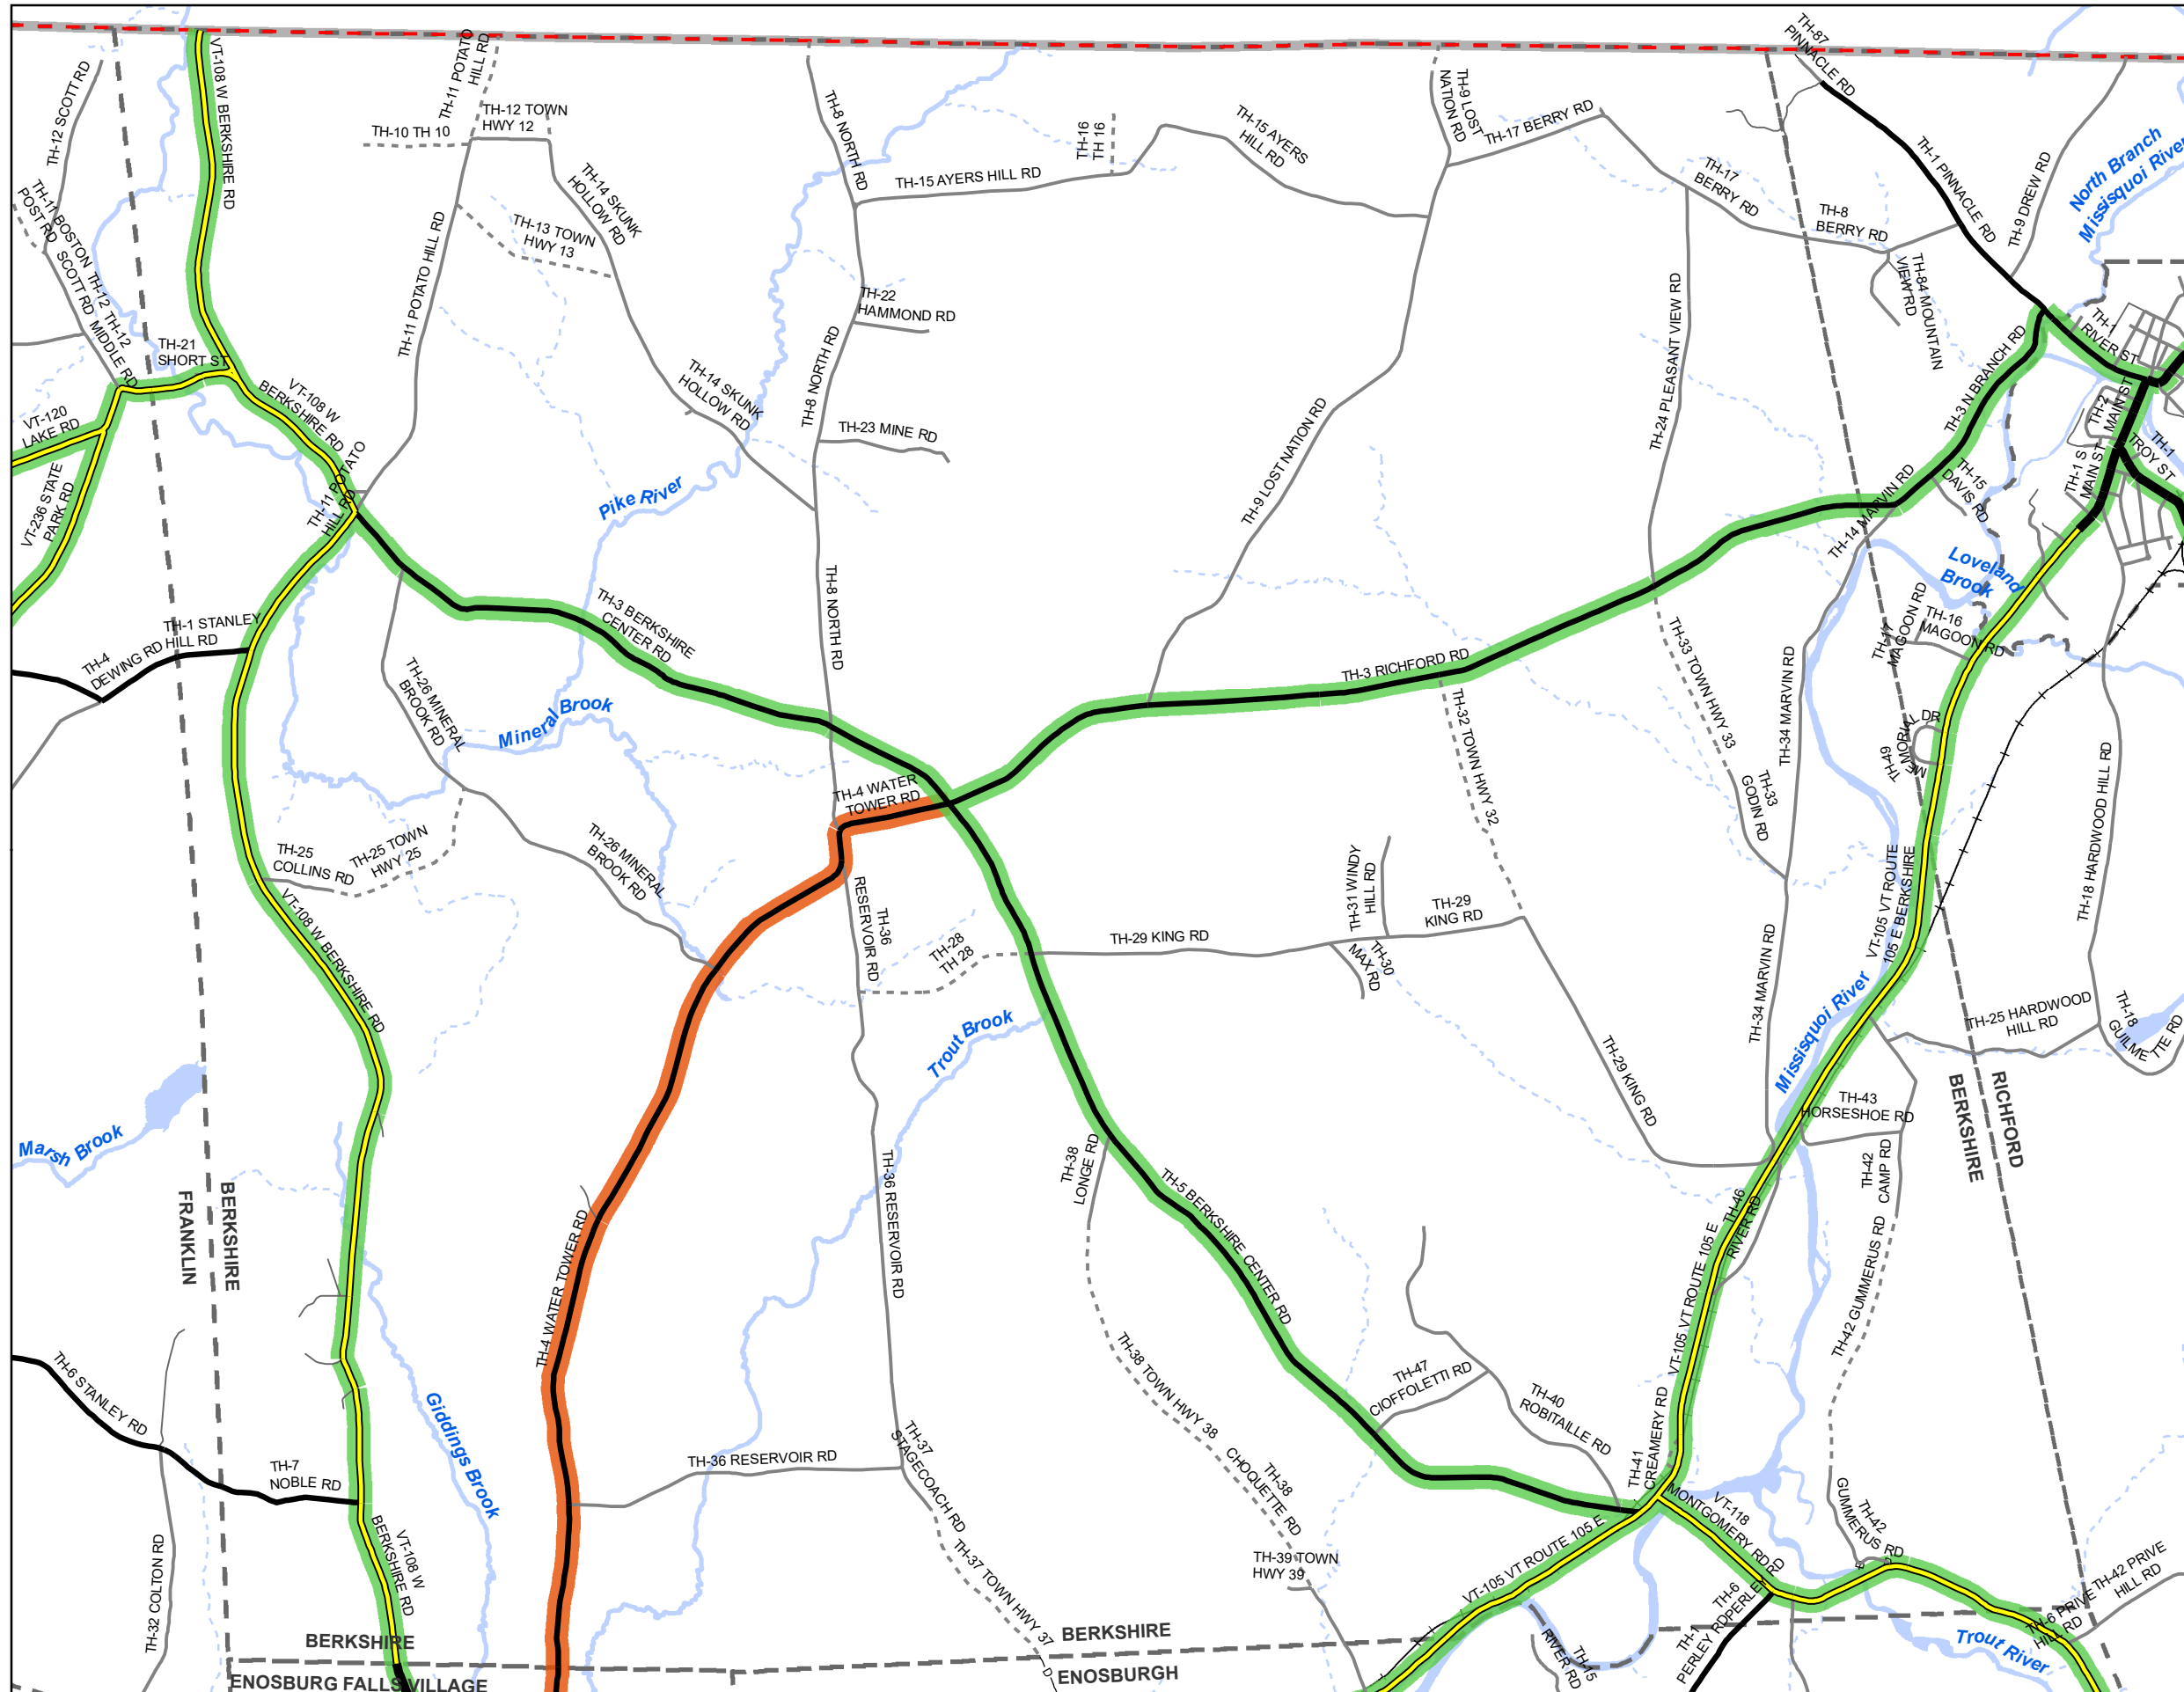 TH-12 SCOTT RD
VT-108 W BERKSHIRE RD
TH-11 POTATO
HILL RD
TH-10 TH 10
TH-12 TOWN
HWY 12
TH-14 SKUNK
HOLLOW RD
TH-13 TOWN
HWY 13
TH-11 POTATO HILL RD
TH-8 NORTH RD
TH-15 AYERS HILL RD
TH-16
TH 16
TH-15 AYERS
HILL RD
TH-9 LOST
NATION RD
TH-17 BERRY RD
TH-87
PINNACLE RD
TH-1 PINNACLE RD
TH-17
BERRY RD
TH-8
BERRY RD
TH-9 DREW RD
North Branch
Missisquoi River
TH-84 MOUNTAIN
VIEW RD
TH-11 BOSTON
POST RD
TH-12
SCOTT RD
TH-12
MIDDLE RD
TH-21
SHORT ST
VT-108 W
BERKSHIRE RD
VT-120
LAKE RD
VT-236 STATE
PARK RD
TH-11 POTATO
HILL RD
TH-22
HAMMOND RD
TH-8 NORTH RD
TH-14 SKUNK
HOLLOW RD
TH-23 MINE RD
Pike River
TH-9 LOST NATION RD
TH-24 PLEASANT VIEW RD
TH-3 N BRANCH RD
TH-1
RIVER ST
TH-2
MAIN ST
TH-1 S
MAIN ST
TH-1
TROY ST
TH-15
DAVIS RD
TH-14 MARVIN RD
Loveland
Brook
TH-17
MAGOON RD
TH-16
MAGOON RD
TH-1 STANLEY
HILL RD
TH-4
DEWING RD
TH-3 BERKSHIRE
CENTER RD
TH-8 NORTH RD
TH-26 MINERAL
BROOK RD
Mineral Brook
TH-3 RICHFORD RD
TH-32 TOWN HWY 32
TH-33 TOWN HWY 33
TH-33
GODIN RD
TH-34 MARVIN RD
TH-49
MEMORIAL DR
TH-18 HARDWOOD HILL RD
TH-4 WATER
TOWER RD
TH-25
COLLINS RD
TH-25 TOWN
HWY 25
TH-26 MINERAL
BROOK RD
VT-108 W BERKSHIRE RD
TH-36
RESERVOIR RD
TH-28
TH 28
TH-29 KING RD
TH-31 WINDY
HILL RD
TH-29
KING RD
TH-30
MAX RD
VT-105 VT ROUTE
105 E BERKSHIRE
TH-34 MARVIN RD
Missisquoi River
TH-25 HARDWOOD
HILL RD
TH-18
GUILMETTE RD
TH-29 KING RD
Trout Brook
Marsh Brook
FRANKLIN
BERKSHIRE
TH-43
HORSESHOE RD
BERKSHIRE
RICHFORD
TH-42
CAMP RD
TH-38
LONGE RD
TH-36 RESERVOIR RD
TH-5 BERKSHIRE CENTER RD
TH-46
RIVER RD
VT-105 VT ROUTE 105 E
TH-42 GUMMERUS RD
TH-4 WATER TOWER RD
TH-6 STANLEY RD
TH-7
NOBLE RD
Giddings Brook
TH-38 TOWN HWY 38
TH-47
CIOFFOLETTI RD
TH-40
ROBITAILLE RD
TH-41
CREAMERY RD
TH-36 RESERVOIR RD
TH-37
STAGECOACH RD
TH-38
CHOQUETTE RD
TH-37 TOWN HWY 37
TH-39 TOWN
HWY 39
VT-105 VT ROUTE 105 E
VT-118
MONTGOMERY RD
TH-42
GUMMERUS RD
TH-6
PERLEY RD
TH-1
PERLEY RD
TH-6 PRIVE
HILL RD
TH-42 PRIVE
HILL RD
Trout River
TH-15
RIVER RD
TH-32 COLTON RD
VT-108 W
BERKSHIRE RD
BERKSHIRE
ENOSBURG FALLS VILLAGE
BERKSHIRE
ENOSBURGH